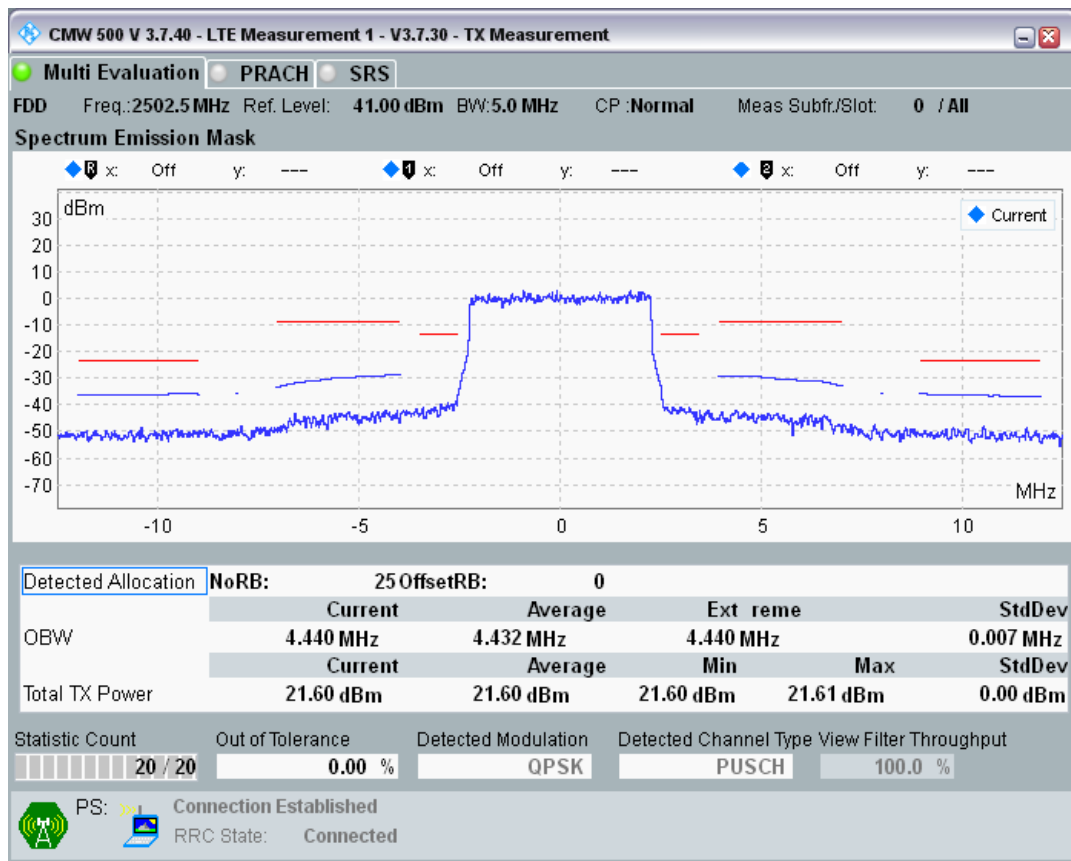 CMW 500 V 3.7.40 - LTE Measurement 1 - V3.7.30 - TX Measurement
Multi Evaluation PRACH SRS
FDD Freq.:2502.5 MHz Ref. Level: 41.00 dBm BW:5.0 MHz CP :Normal Meas Subfr./Slot: 0 / All
Spectrum Emission Mask
R x: Off y: --- 1 x: Off y: --- 2 x: Off y: ---
dBm
Current
30
20
10
0
-10
-20
-30
-40
-50
-60
-70
MHz
-10 -5 0 5 10
Detected Allocation NoRB: 25 OffsetRB: 0
Current Average Ext reme StdDev
OBW 4.440 MHz 4.432 MHz 4.440 MHz 0.007 MHz
Current Average Min Max StdDev
Total TX Power 21.60 dBm 21.60 dBm 21.60 dBm 21.61 dBm 0.00 dBm
Statistic Count Out of Tolerance Detected Modulation Detected Channel Type View Filter Throughput
20 / 20 0.00 % QPSK PUSCH 100.0 %
PS: Connection Established
RRC State: Connected